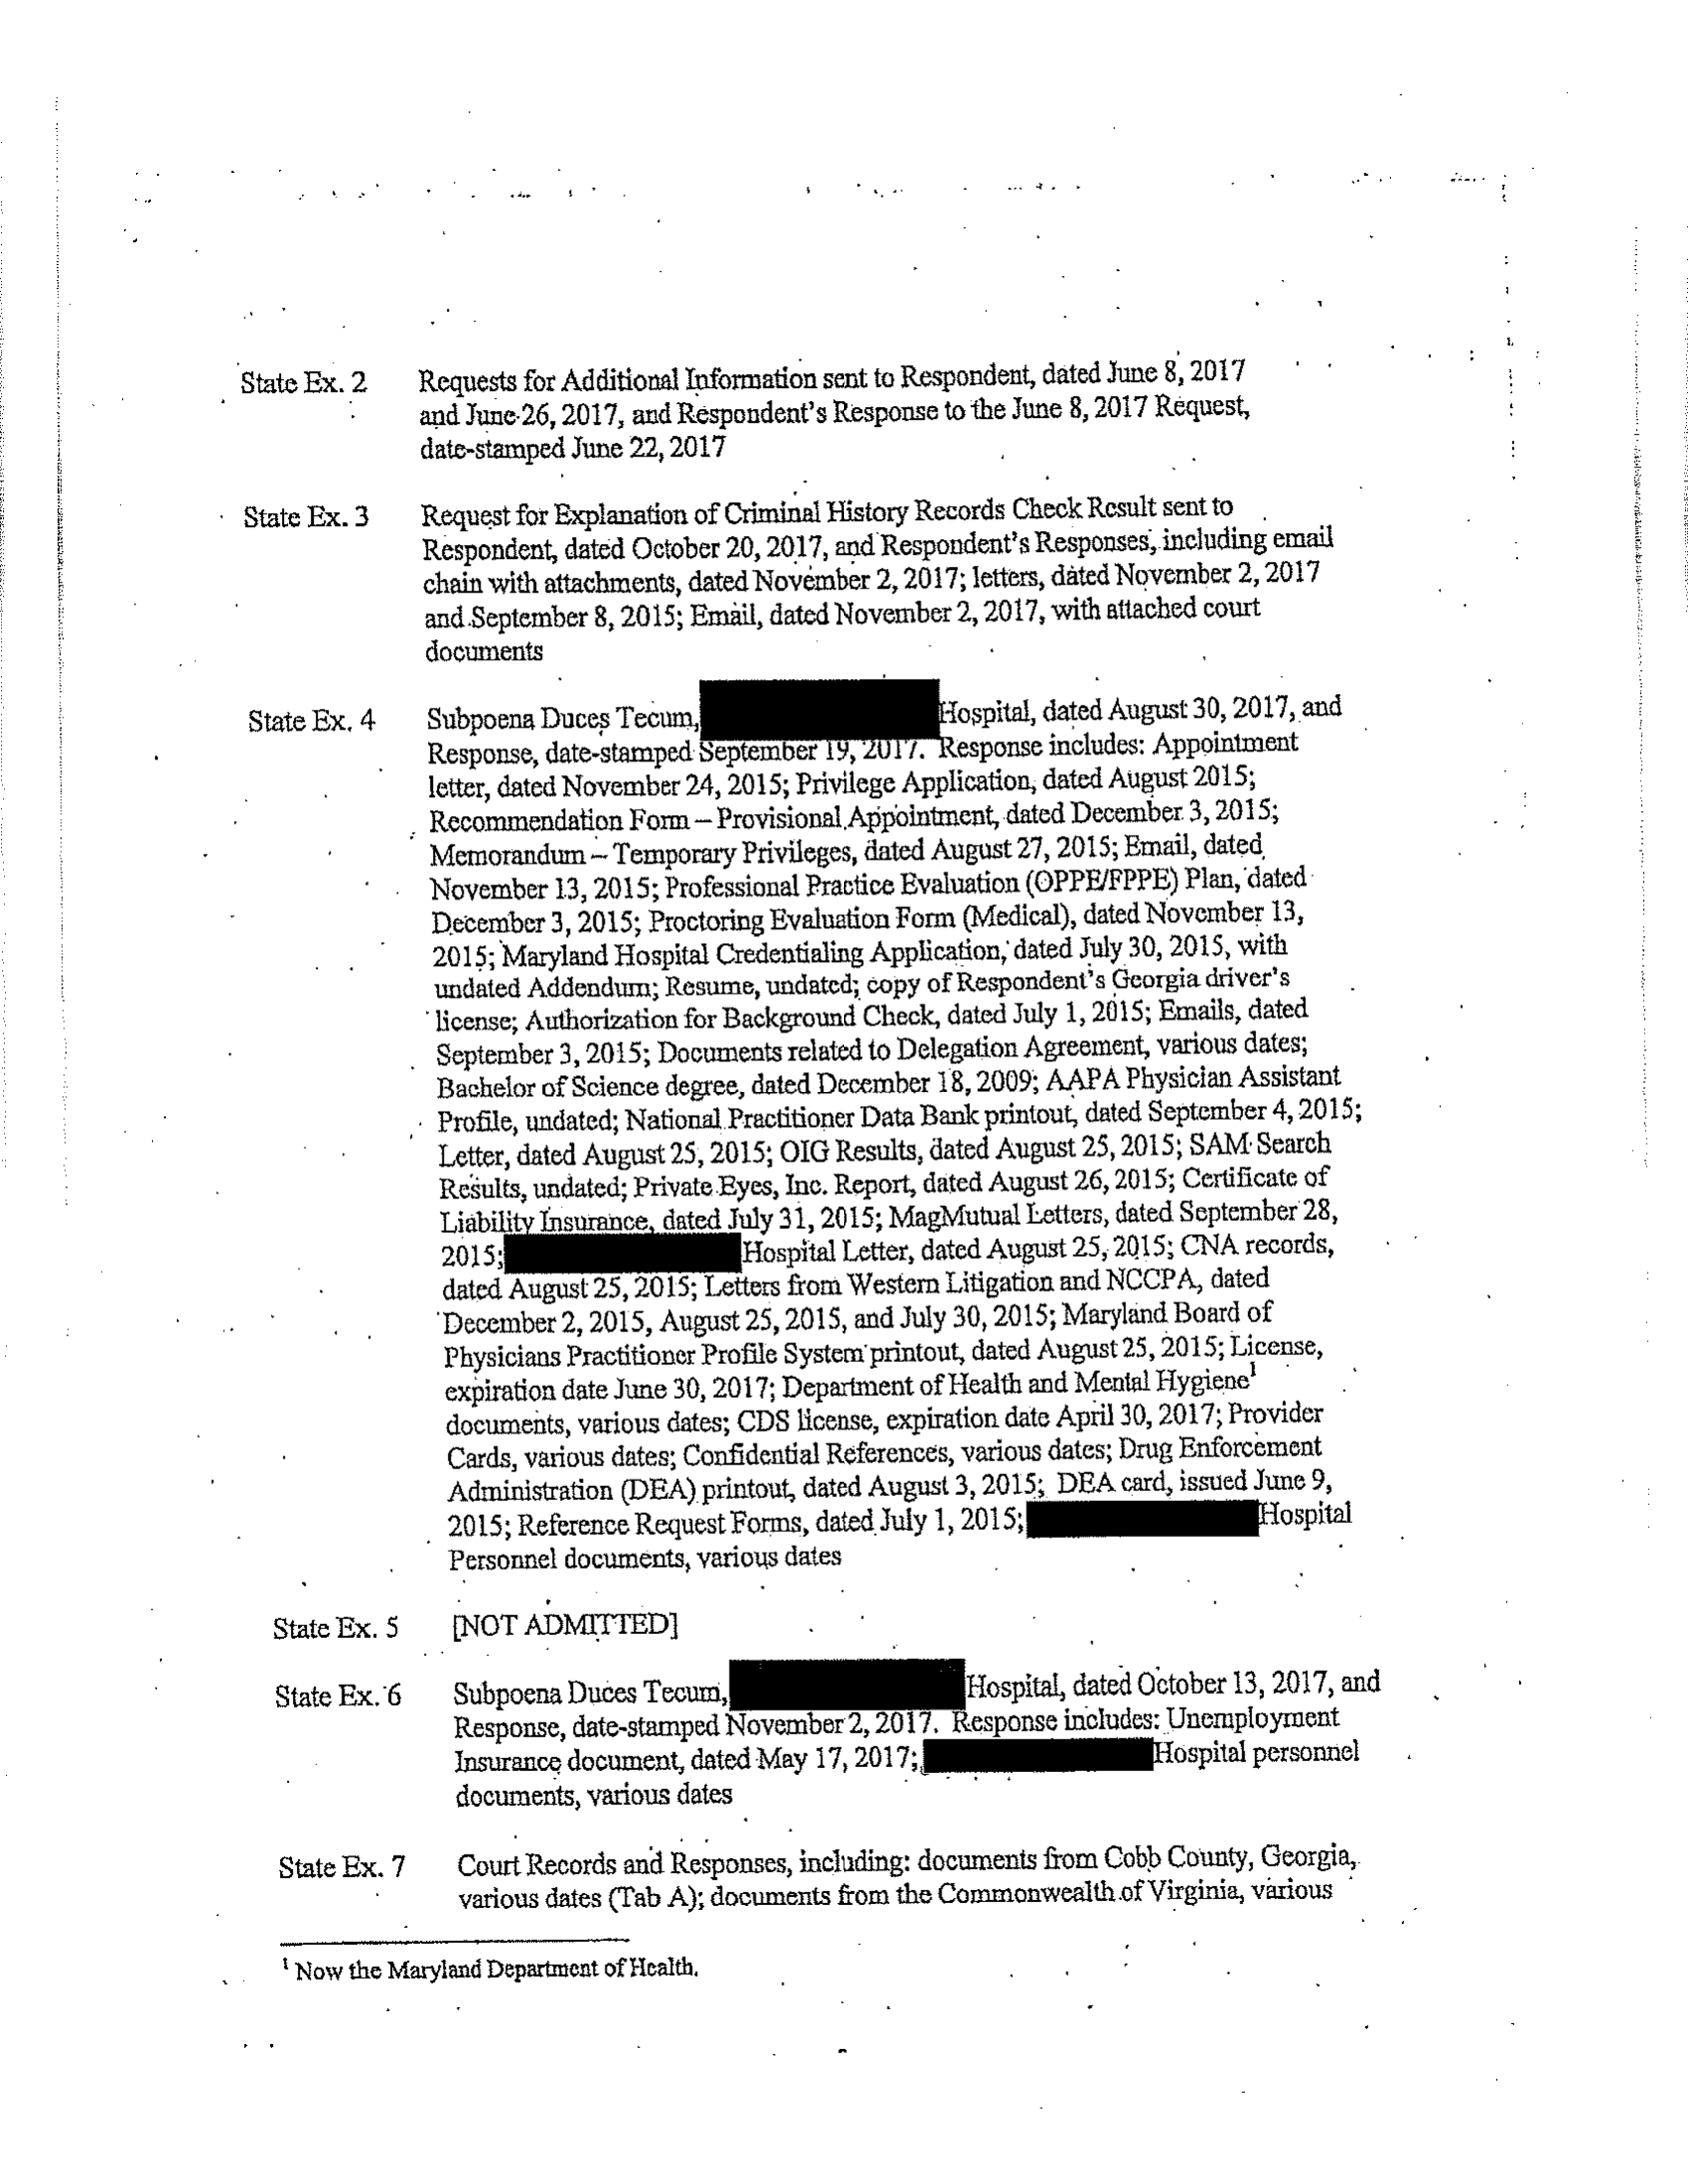 State Ex. 2 Requests for Additional Information sent to Respondent, dated June 8, 2017
and June 26, 2017, and Respondent's Response to the June 8, 2017 Request,
date-stamped June 22, 2017
State Ex. 3 Request for Explanation of Criminal History Records Check Result sent to
Respondent, dated October 20, 2017, and Respondent's Responses, including email
chain with attachments, dated November 2, 2017; letters, dated November 2, 2017
and September 8, 2015; Email, dated November 2, 2017, with attached court
documents
State Ex. 4 Subpoena Duces Tecum, Hospital, dated August 30, 2017, and
Response, date-stamped September 19, 2017. Response includes: Appointment
letter, dated November 24, 2015; Privilege Application, dated August 2015;
Recommendation Form – Provisional Appointment, dated December 3, 2015;
Memorandum – Temporary Privileges, dated August 27, 2015; Email, dated
November 13, 2015; Professional Practice Evaluation (OPPE/FPPE) Plan, dated
December 3, 2015; Proctoring Evaluation Form (Medical), dated November 13,
2015; Maryland Hospital Credentialing Application, dated July 30, 2015, with
undated Addendum; Resume, undated; copy of Respondent's Georgia driver's
license; Authorization for Background Check, dated July 1, 2015; Emails, dated
September 3, 2015; Documents related to Delegation Agreement, various dates;
Bachelor of Science degree, dated December 18, 2009; AAPA Physician Assistant
Profile, undated; National Practitioner Data Bank printout, dated September 4, 2015;
Letter, dated August 25, 2015; OIG Results, dated August 25, 2015; SAM Search
Results, undated; Private Eyes, Inc. Report, dated August 26, 2015; Certificate of
Liability Insurance, dated July 31, 2015; MagMutual Letters, dated September 28,
2015; Hospital Letter, dated August 25, 2015; CNA records,
dated August 25, 2015; Letters from Western Litigation and NCCPA, dated
December 2, 2015, August 25, 2015, and July 30, 2015; Maryland Board of
Physicians Practitioner Profile System printout, dated August 25, 2015; License,
expiration date June 30, 2017; Department of Health and Mental Hygiene¹
documents, various dates; CDS license, expiration date April 30, 2017; Provider
Cards, various dates; Confidential References, various dates; Drug Enforcement
Administration (DEA) printout, dated August 3, 2015; DEA card, issued June 9,
2015; Reference Request Forms, dated July 1, 2015; Hospital
Personnel documents, various dates
State Ex. 5 [NOT ADMITTED]
State Ex. 6 Subpoena Duces Tecum, Hospital, dated October 13, 2017, and
Response, date-stamped November 2, 2017. Response includes: Unemployment
Insurance document, dated May 17, 2017; Hospital personnel
documents, various dates
State Ex. 7 Court Records and Responses, including: documents from Cobb County, Georgia,
various dates (Tab A); documents from the Commonwealth of Virginia, various
¹ Now the Maryland Department of Health.